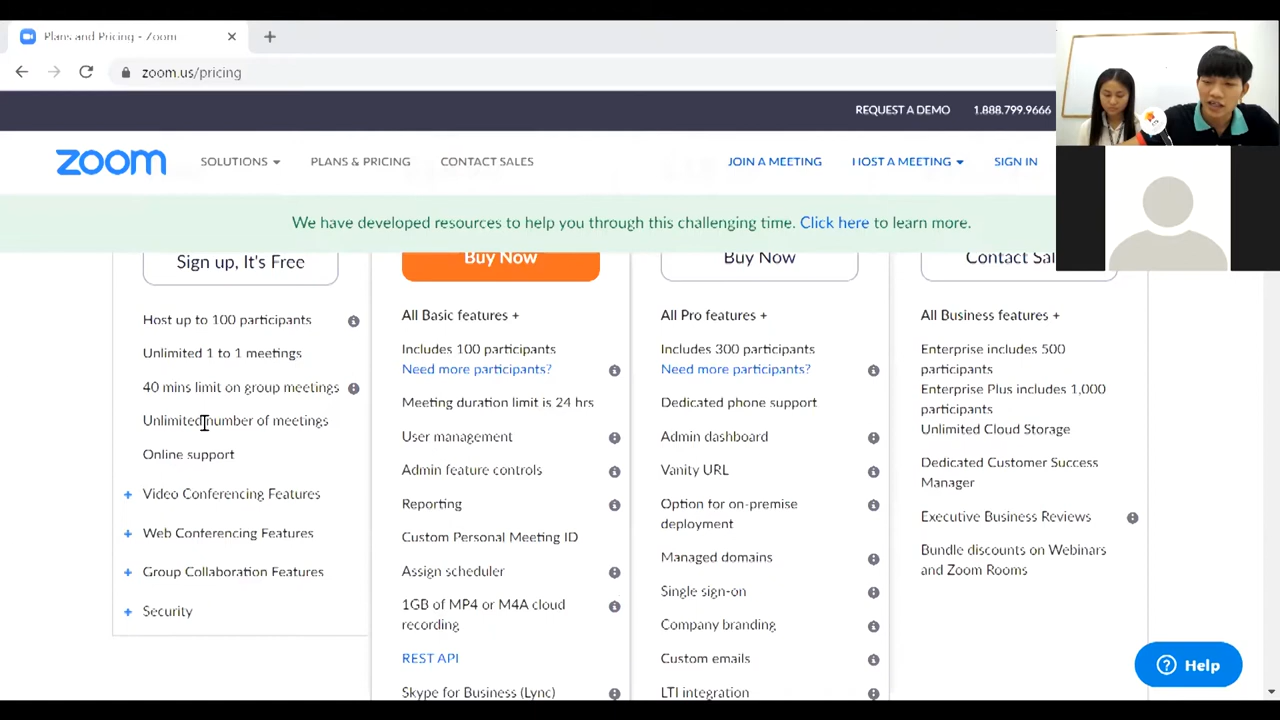 Plans and Pricing - Zoom
zoom.us/pricing
REQUEST A DEMO 1.888.799.9666
zoom SOLUTIONS PLANS & PRICING CONTACT SALES JOIN A MEETING HOST A MEETING SIGN IN
We have developed resources to help you through this challenging time. Click here to learn more.
Sign up, It's Free
Host up to 100 participants
Unlimited 1 to 1 meetings
40 mins limit on group meetings
Unlimited number of meetings
Online support
+ Video Conferencing Features
+ Web Conferencing Features
+ Group Collaboration Features
+ Security
Buy Now
All Basic features +
Includes 100 participants
Need more participants?
Meeting duration limit is 24 hrs
User management
Admin feature controls
Reporting
Custom Personal Meeting ID
Assign scheduler
1GB of MP4 or M4A cloud
recording
REST API
Skype for Business (Lync)
Buy Now
All Pro features +
Includes 300 participants
Need more participants?
Dedicated phone support
Admin dashboard
Vanity URL
Option for on-premise
deployment
Managed domains
Single sign-on
Company branding
Custom emails
LTI integration
Contact Sal
All Business features +
Enterprise includes 500
participants
Enterprise Plus includes 1,000
participants
Unlimited Cloud Storage
Dedicated Customer Success
Manager
Executive Business Reviews
Bundle discounts on Webinars
and Zoom Rooms
Help